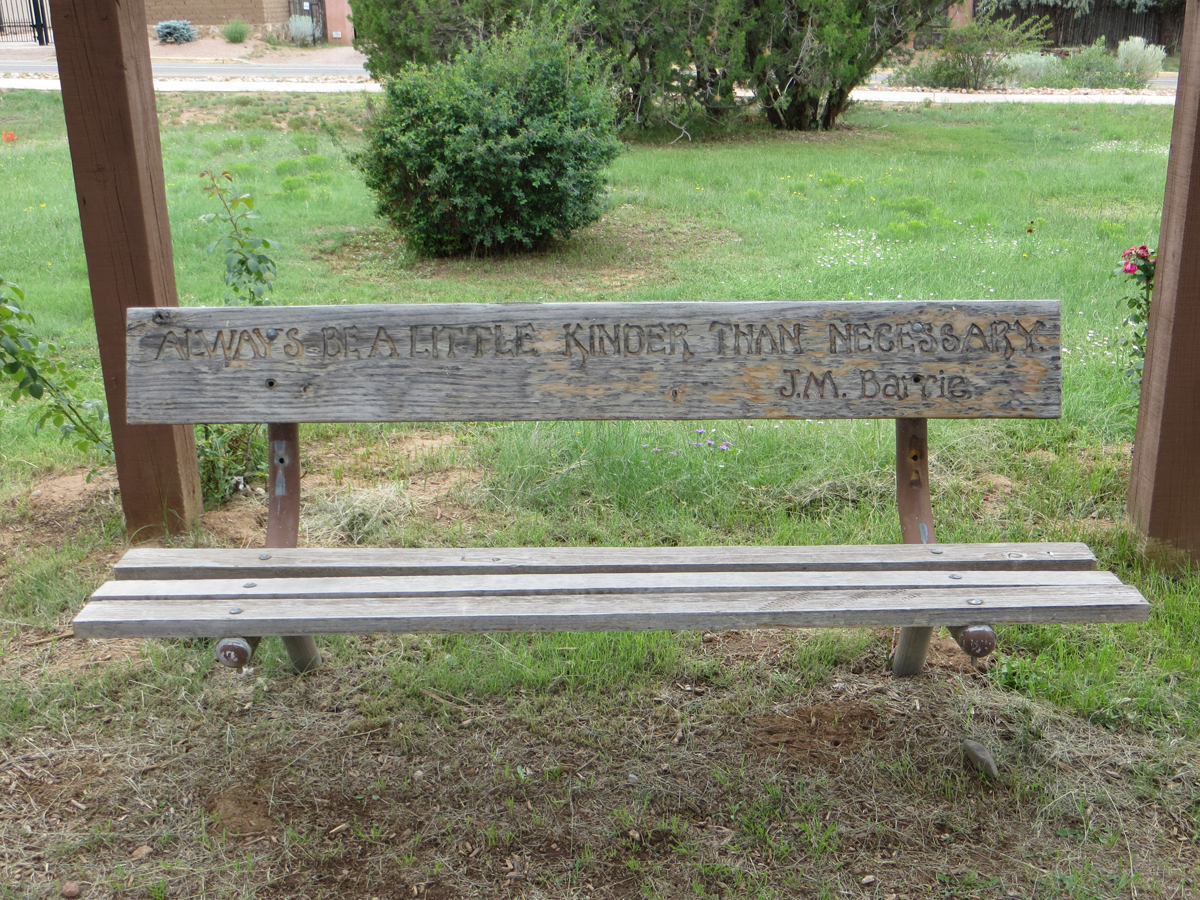 ALWAYS BE A LITTLE KINDER THAN NECESSARY
J.M. Barrie